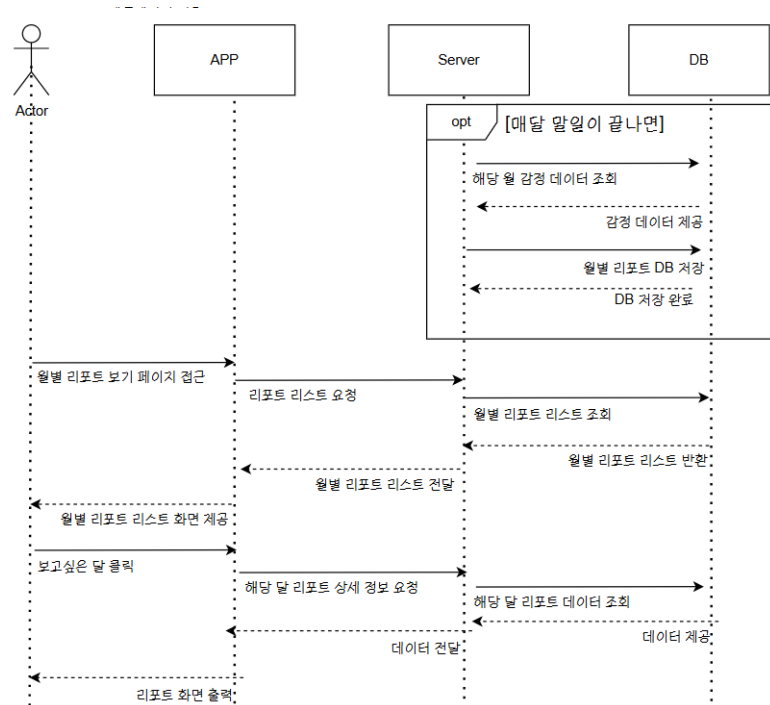 APP
Server
DB
Actor
opt
[매달 말일이 끝나면]
해당 월 감정 데이터 조회
감정 데이터 제공
월별 리포트 DB 저장
DB 저장 완료
월별 리포트 보기 페이지 접근
리포트 리스트 요청
월별 리포트 리스트 조회
월별 리포트 리스트 반환
월별 리포트 리스트 전달
월별 리포트 리스트 화면 제공
보고싶은 달 클릭
해당 달 리포트 상세 정보 요청
해당 달 리포트 데이터 조회
데이터 제공
데이터 전달
리포트 화면 출력